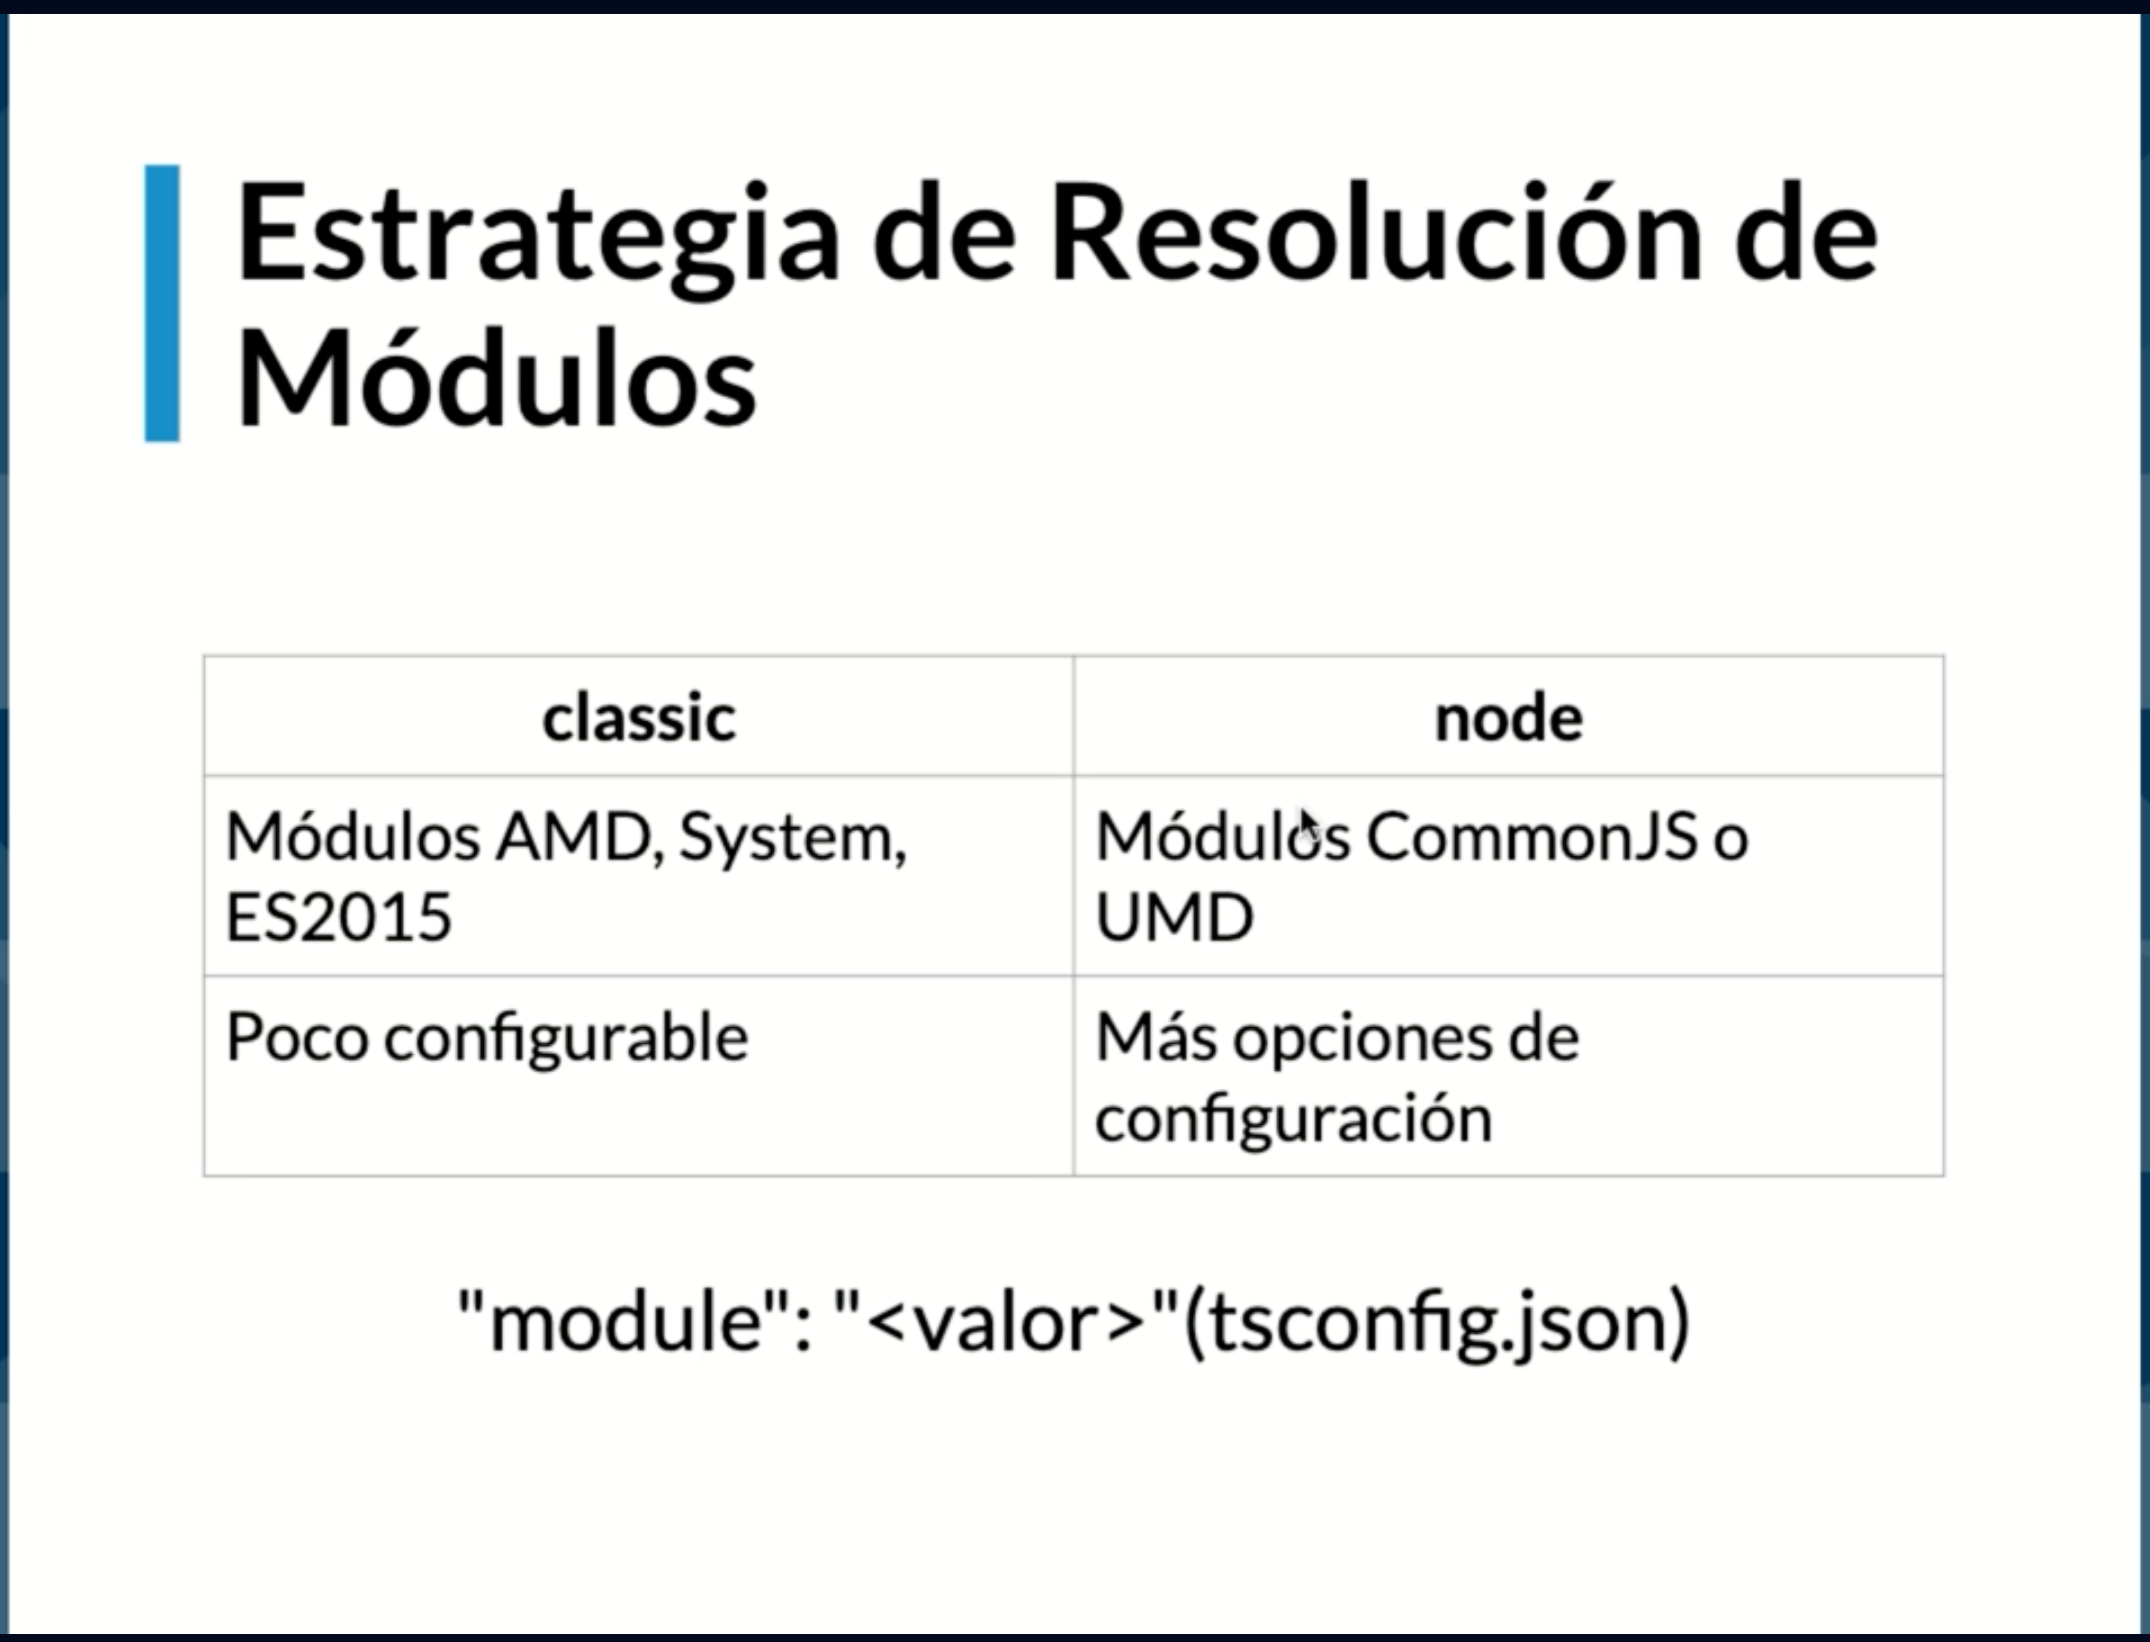 Estrategia de Resolución de
Módulos
classic
node
Módulos AMD, System,
ES2015
Módulos CommonJS o
UMD
Poco configurable
Más opciones de
configuración
"module": "<valor>"(tsconfig.json)